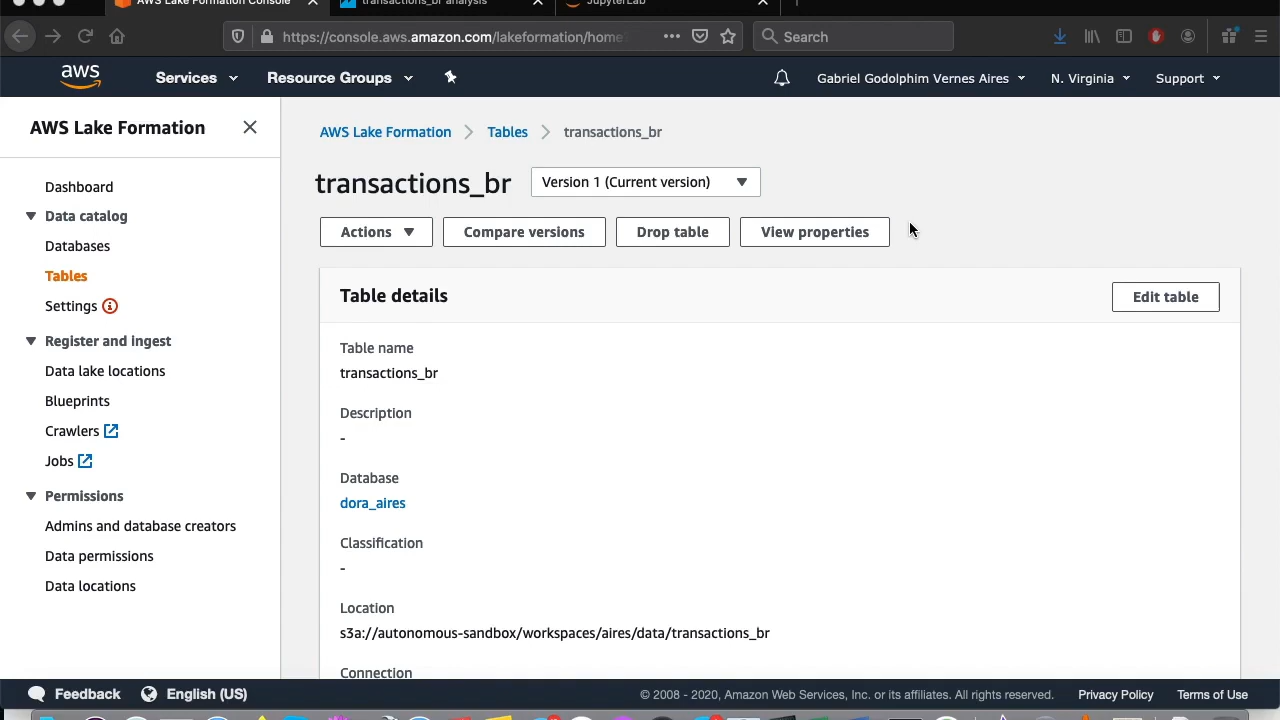 AWS Lake Formation Console
transactions_br analysis
JupyterLab
https://console.aws.amazon.com/lakeformation/home
Search
aws
Services
Resource Groups
Gabriel Godolphim Vernes Aires
N. Virginia
Support
AWS Lake Formation
Dashboard
Data catalog
Databases
Tables
Settings
Register and ingest
Data lake locations
Blueprints
Crawlers
Jobs
Permissions
Admins and database creators
Data permissions
Data locations
AWS Lake Formation > Tables > transactions_br
transactions_br
Version 1 (Current version)
Actions
Compare versions
Drop table
View properties
Table details
Edit table
Table name
transactions_br
Description
-
Database
dora_aires
Classification
-
Location
s3a://autonomous-sandbox/workspaces/aires/data/transactions_br
Connection
Feedback
English (US)
© 2008 - 2020, Amazon Web Services, Inc. or its affiliates. All rights reserved.
Privacy Policy
Terms of Use